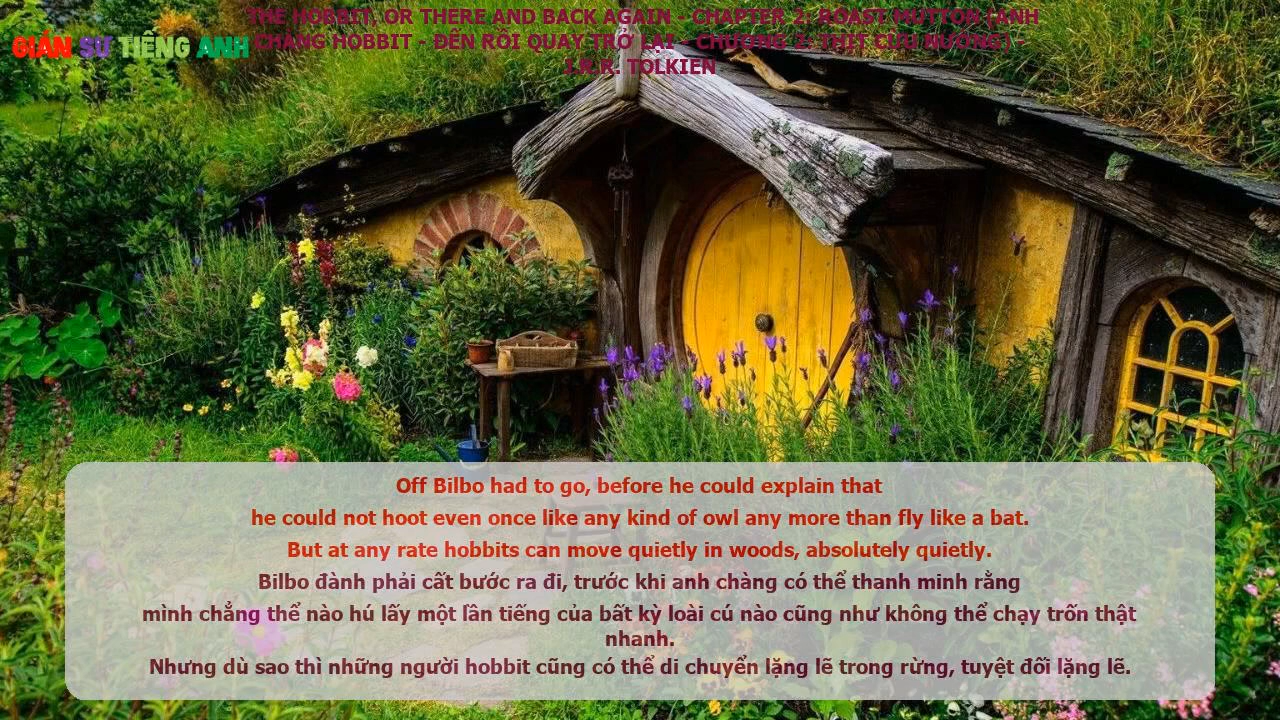 THE HOBBIT, OR THERE AND BACK AGAIN - CHAPTER 2: ROAST MUTTON (ANH
CHÀNG HOBBIT - ĐẾN RỒI QUAY TRỞ LẠI - CHƯƠNG 2: THỊT CỪU NƯỚNG) -
J.R.R. TOLKIEN
GIÁN SỨ TIẾNG ANH
Off Bilbo had to go, before he could explain that
he could not hoot even once like any kind of owl any more than fly like a bat.
But at any rate hobbits can move quietly in woods, absolutely quietly.
Bilbo đành phải cất bước ra đi, trước khi anh chàng có thể thanh minh rằng
mình chẳng thể nào hú lấy một lần tiếng của bất kỳ loài cú nào cũng như không thể chạy trốn thật
nhanh.
Nhưng dù sao thì những người hobbit cũng có thể di chuyển lặng lẽ trong rừng, tuyệt đối lặng lẽ.